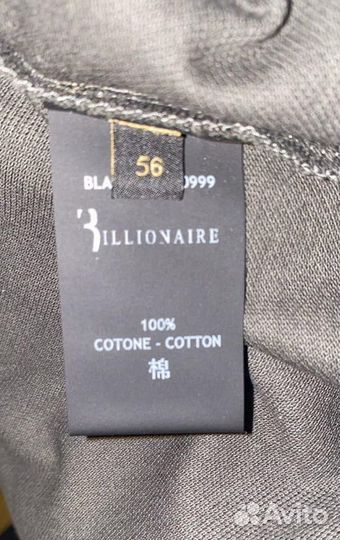 56
BLA 0999
BILLIONAIRE
100%
COTONE - COTTON
棉
Avito